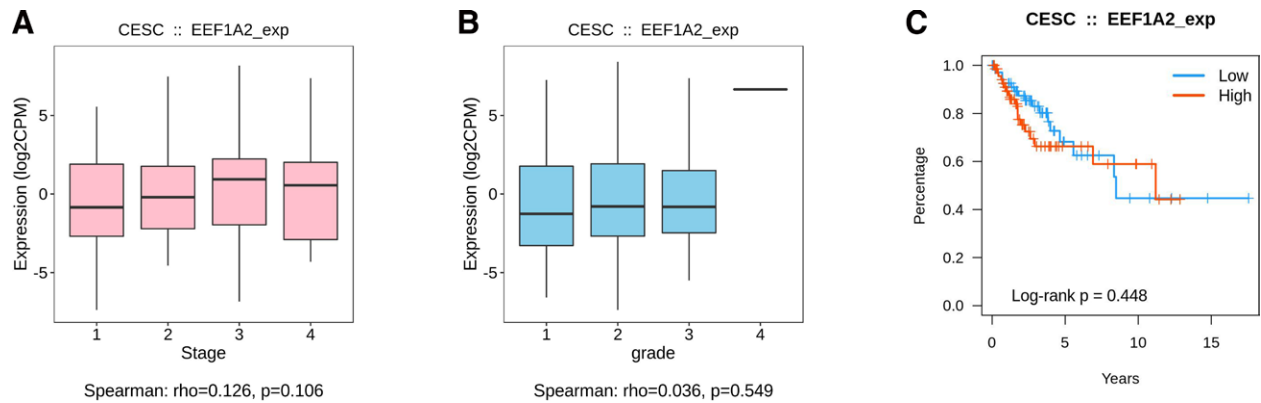 A
CESC :: EEF1A2_exp
Expression (log2CPM)
5
0
-5
1 2 3 4
Stage
Spearman: rho=0.126, p=0.106
B
CESC :: EEF1A2_exp
Expression (log2CPM)
5
0
-5
1 2 3 4
grade
Spearman: rho=0.036, p=0.549
C
CESC :: EEF1A2_exp
Percentage
1.0
0.8
0.6
0.4
0.2
0.0
Low
High
Log-rank p = 0.448
0 5 10 15
Years